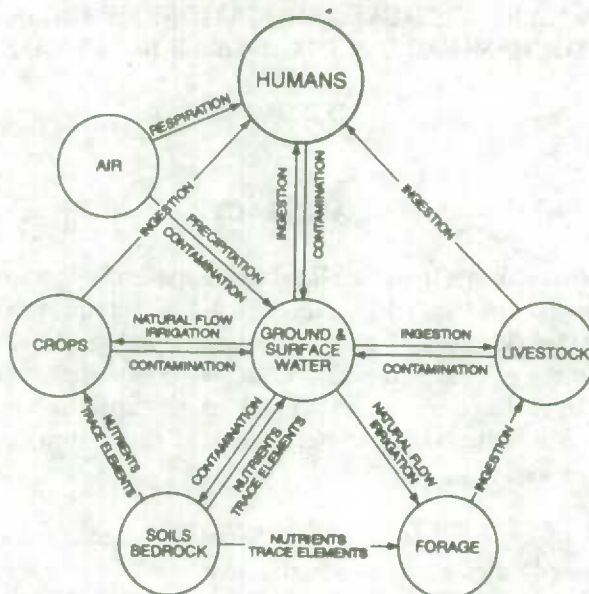 HUMANS
RESPIRATION
AIR
INGESTION
PRECIPITATION
CONTAMINATION
INGESTION
CONTAMINATION
INGESTION
CROPS
NATURAL FLOW
IRRIGATION
CONTAMINATION
GROUND &
SURFACE
WATER
INGESTION
CONTAMINATION
LIVESTOCK
NUTRIENTS
TRACE ELEMENTS
CONTAMINATION
NUTRIENTS
TRACE ELEMENTS
NATURAL FLOW
IRRIGATION
INGESTION
SOILS
BEDROCK
NUTRIENTS
TRACE ELEMENTS
FORAGE